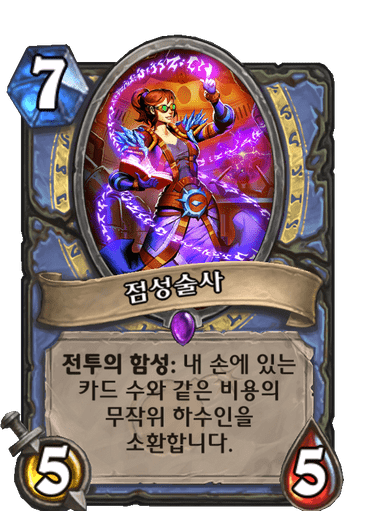 7
점성술사
전투의 함성: 내 손에 있는
카드 수와 같은 비용의
무작위 하수인을
소환합니다.
5
5